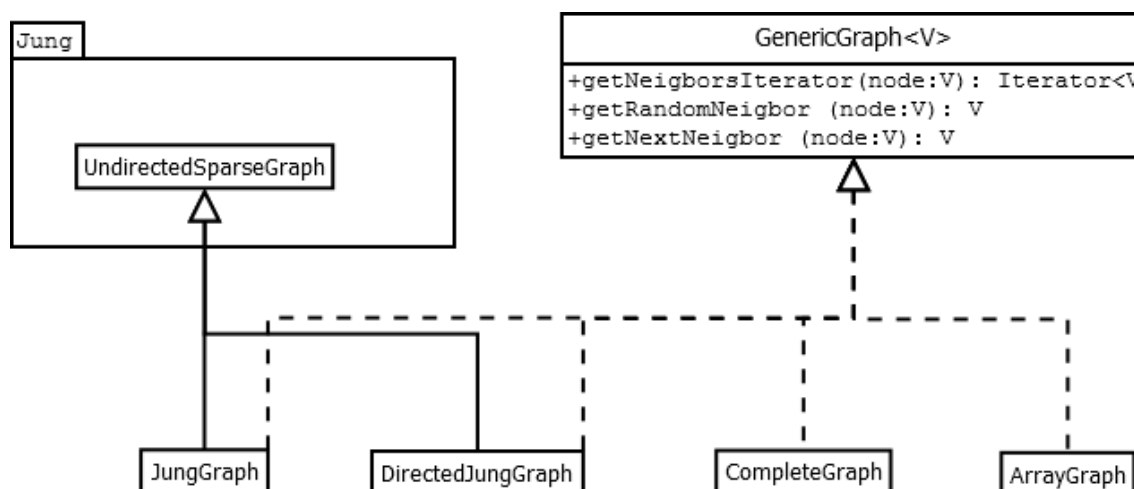 Jung
GenericGraph<V>
+getNeigborsIterator(node:V): Iterator<V
+getRandomNeigbor (node:V): V
+getNextNeigbor (node:V): V
UndirectedSparseGraph
JungGraph
DirectedJungGraph
CompleteGraph
ArrayGraph